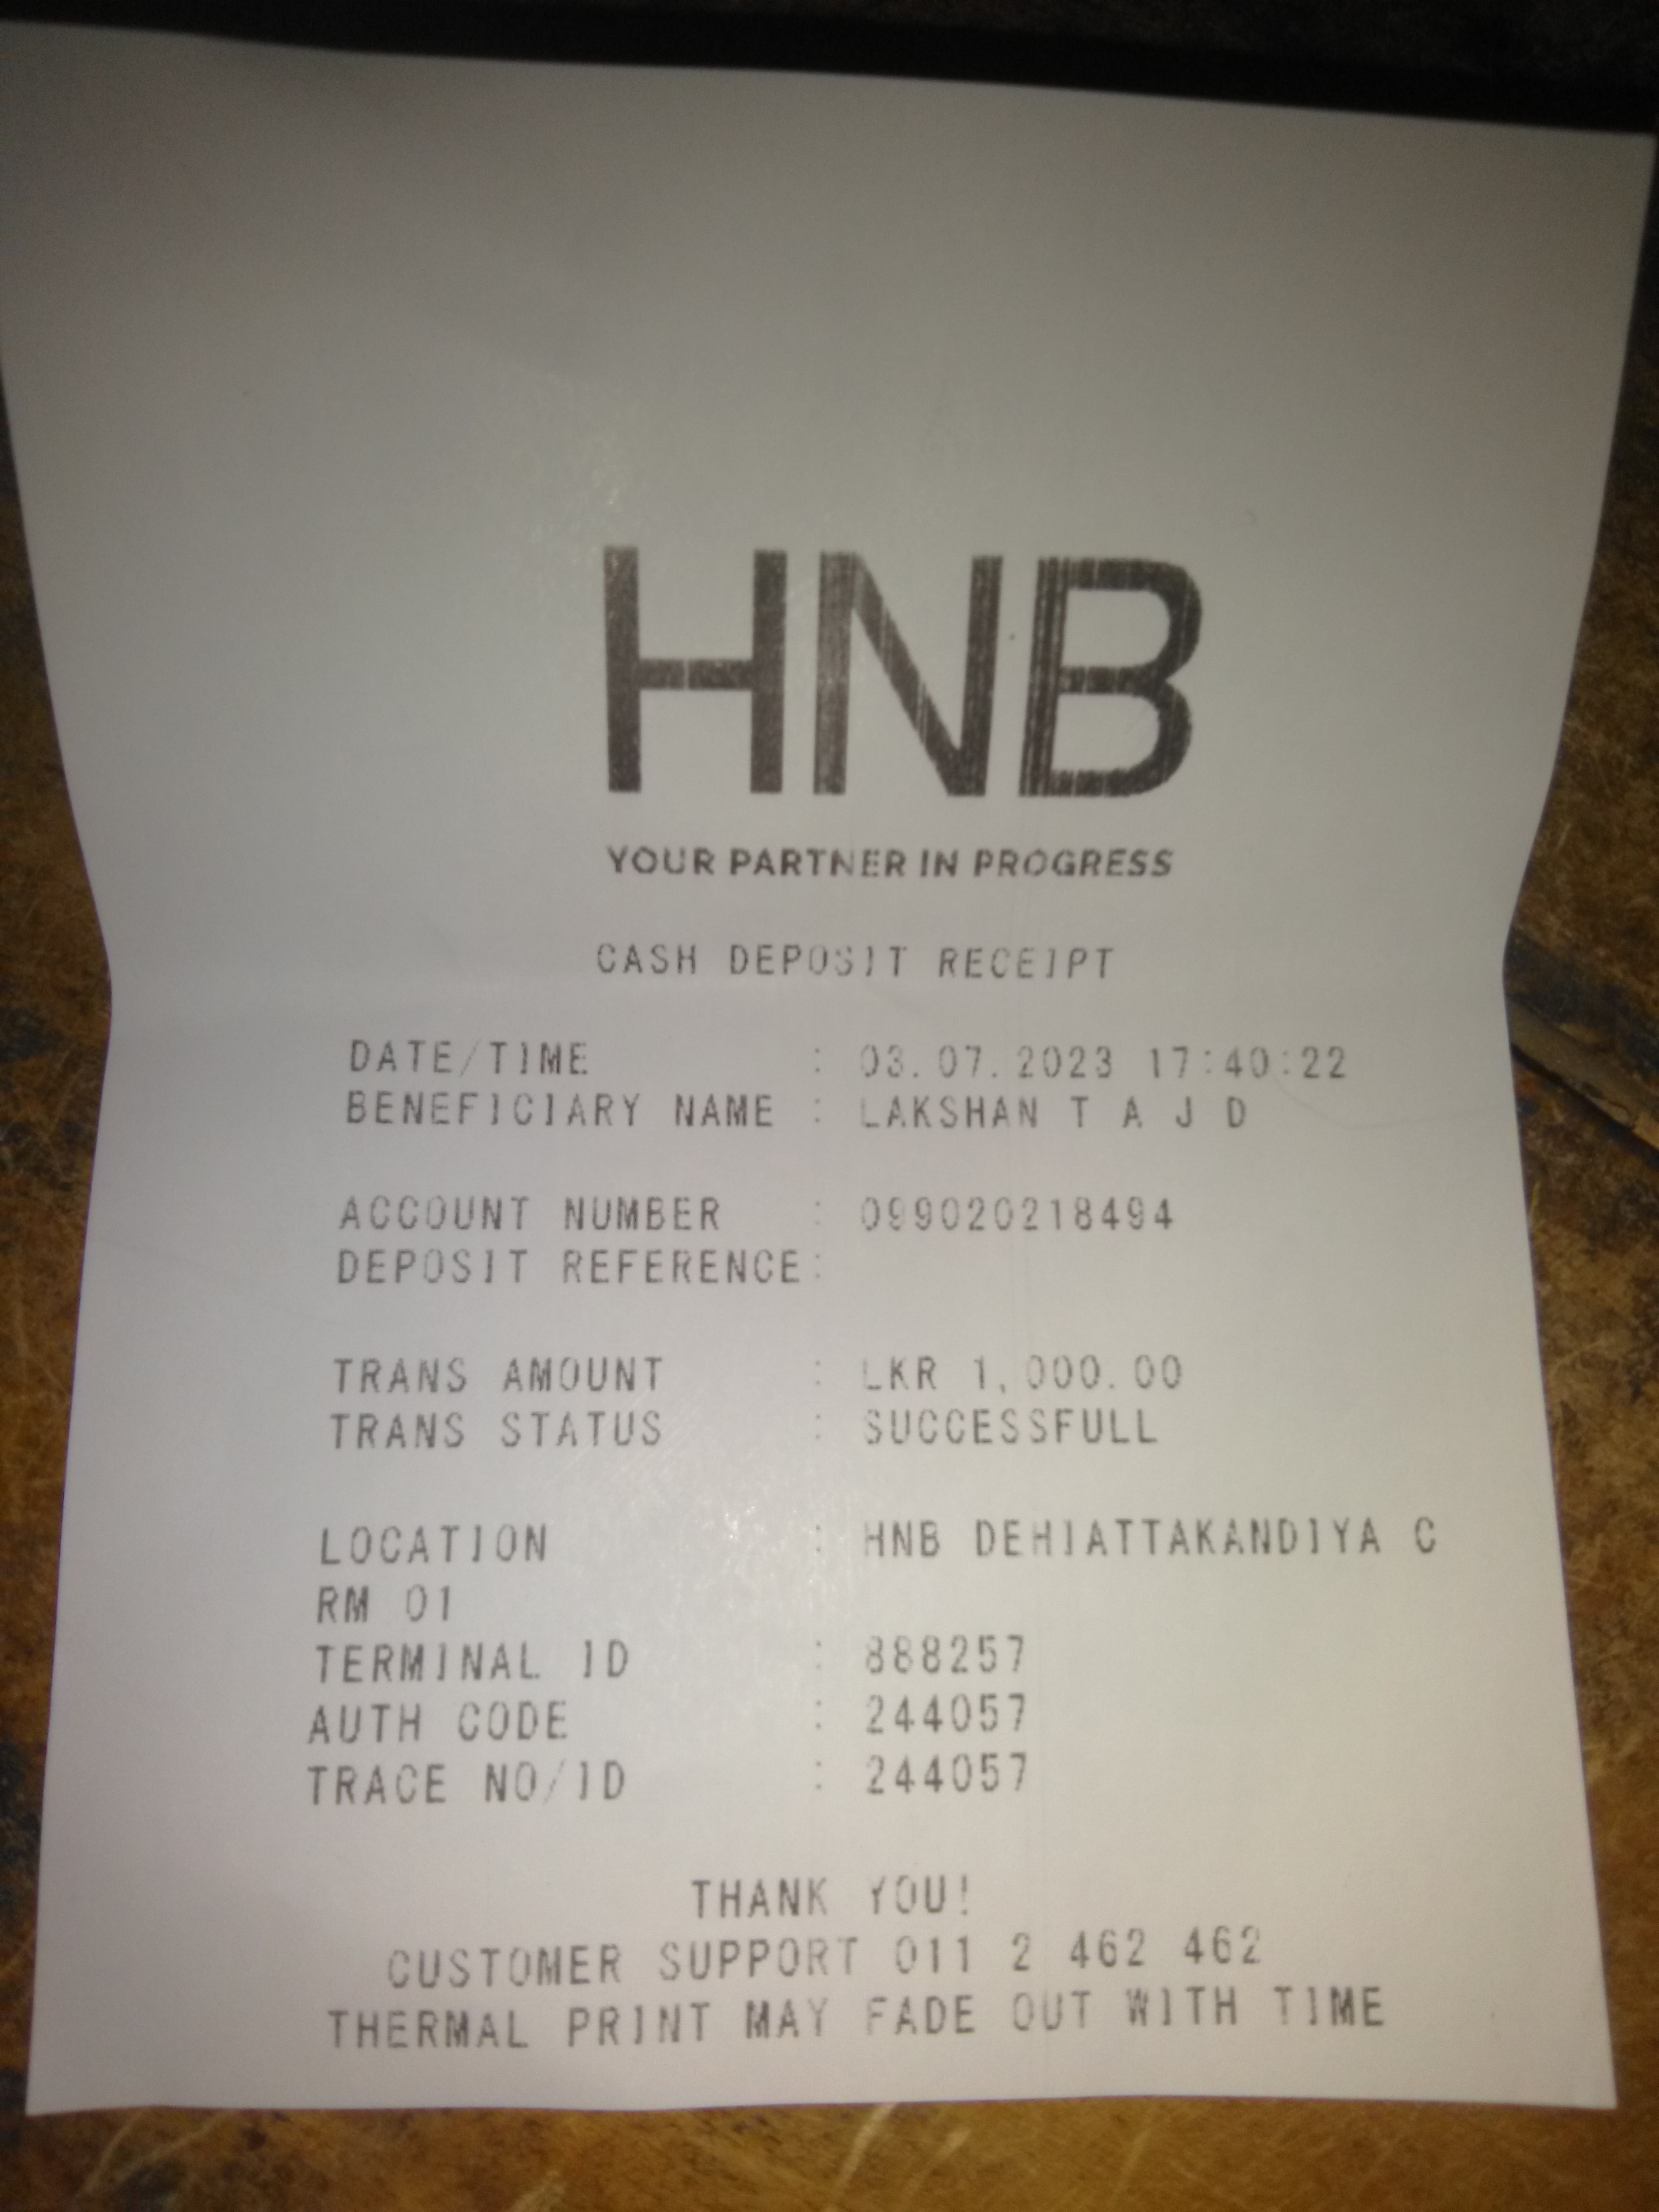 HNB
YOUR PARTNER IN PROGRESS
CASH DEPOSIT RECEIPT
DATE/TIME : 03.07.2023 17:40:22
BENEFICIARY NAME : LAKSHAN T A J D
ACCOUNT NUMBER : 099020218494
DEPOSIT REFERENCE:
TRANS AMOUNT : LKR 1,000.00
TRANS STATUS : SUCCESSFULL
LOCATION : HNB DEHIATTAKANDIYA C
RM 01
TERMINAL ID : 888257
AUTH CODE : 244057
TRACE NO/ID : 244057
THANK YOU!
CUSTOMER SUPPORT 011 2 462 462
THERMAL PRINT MAY FADE OUT WITH TIME